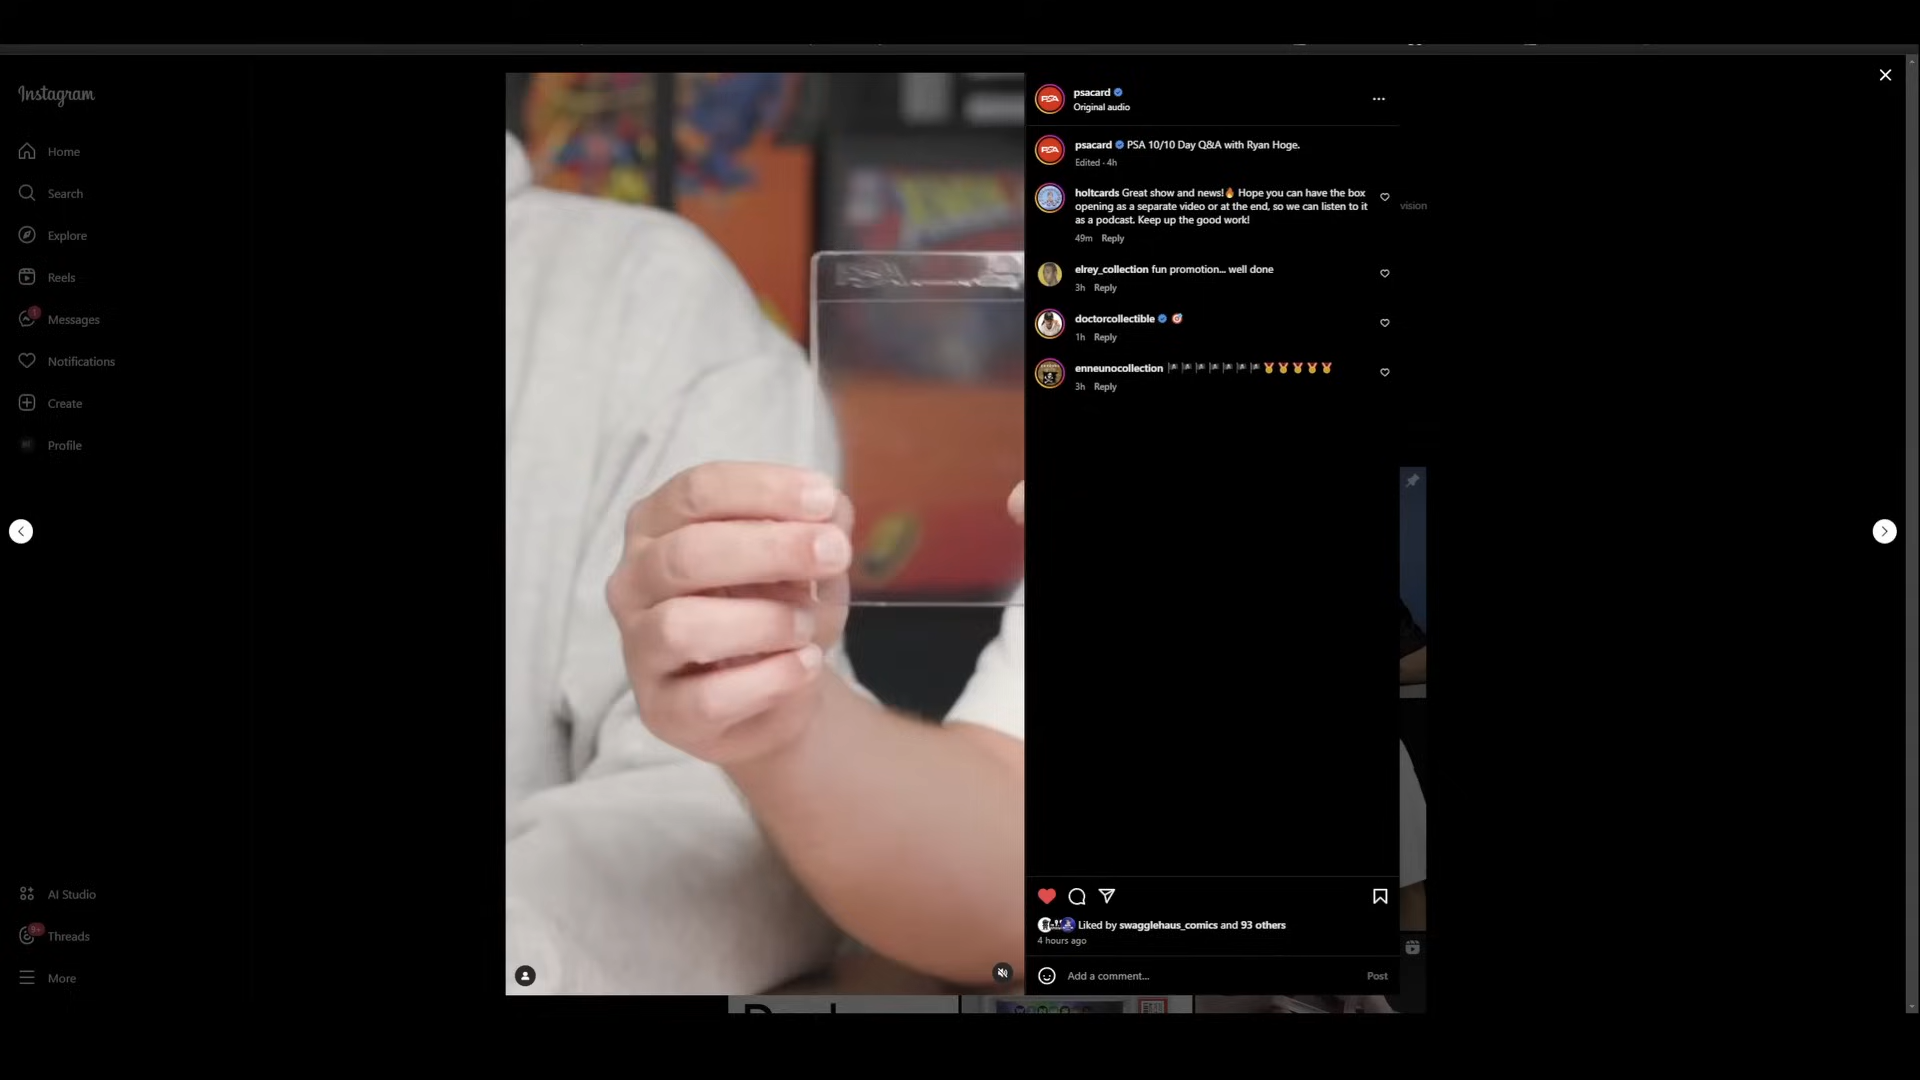 Instagram
Home
Search
Explore
Reels
1
Messages
Notifications
Create
Profile
AI Studio
9+
Threads
More
PSA
psacard
Original audio
PSA
psacard PSA 10/10 Day Q&A with Ryan Hoge.
Edited · 4h
holtcards Great show and news!🔥 Hope you can have the box
opening as a separate video or at the end, so we can listen to it
as a podcast. Keep up the good work!
49m Reply
elrey_collection fun promotion... well done
3h Reply
doctorcollectible 🎯
1h Reply
enneunocollection 🏴‍☠️🏴‍☠️🏴‍☠️🏴‍☠️🏴‍☠️🏴‍☠️🏴‍☠️🏅🏅🏅🏅🏅
3h Reply
vision
Liked by swagglehaus_comics and 93 others
4 hours ago
Add a comment...
Post